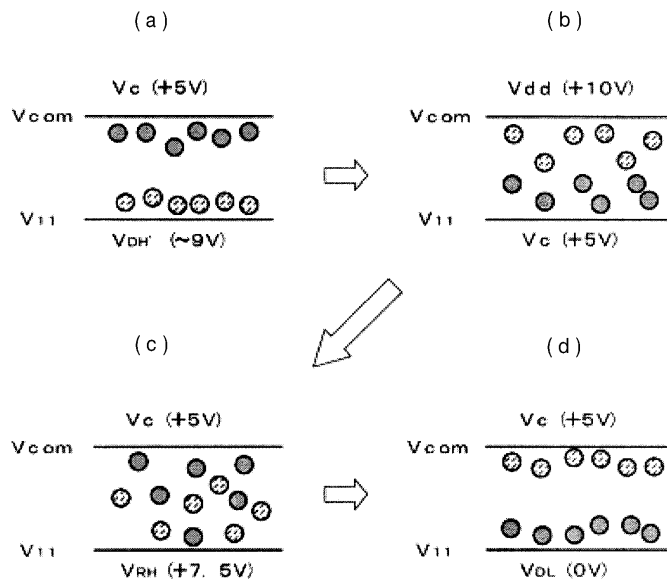 (a) (b)
Vc (+5V) Vdd (+10V)
Vcom Vcom
V11 V11
VDH' (~9V) Vc (+5V)
(c) (d)
Vc (+5V) Vc (+5V)
Vcom Vcom
V11 V11
VRH (+7. 5V) VDL (0V)